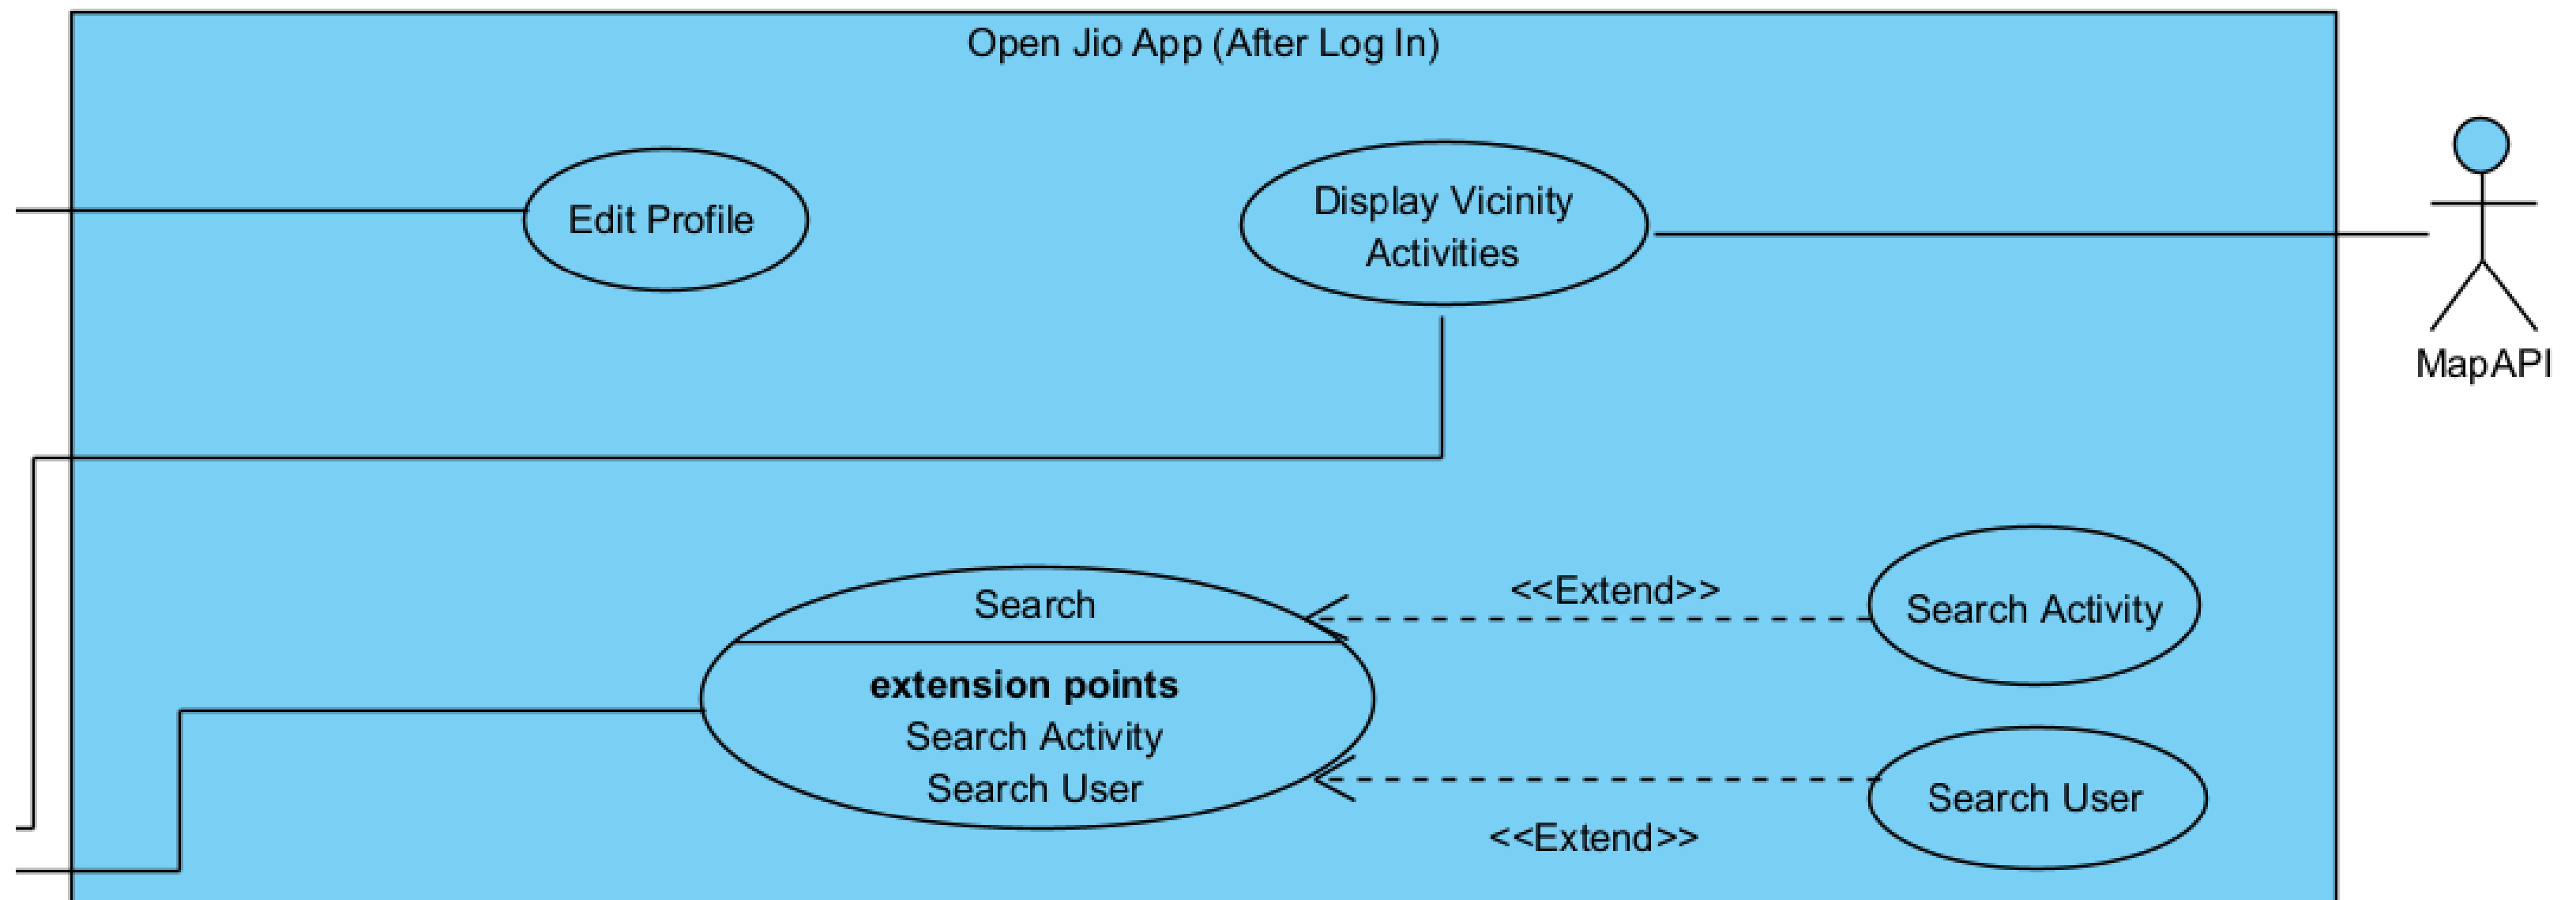 Open Jio App (After Log In)
Edit Profile
Display Vicinity
Activities
MapAPI
Search
extension points
Search Activity
Search User
<<Extend>>
Search Activity
<<Extend>>
Search User